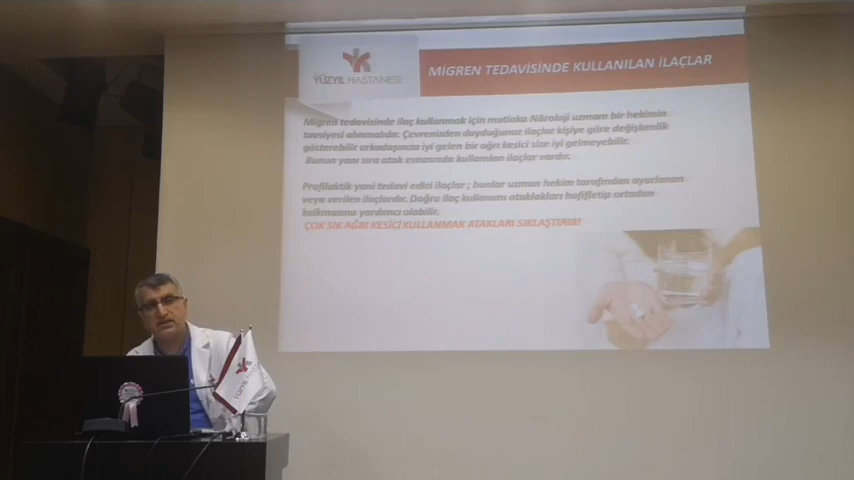 YÜZYIL HASTANESİ
MİGREN TEDAVİSİNDE KULLANILAN İLAÇLAR
Migren tedavisinde ilaç kullanmak için mutlaka Nöroloji uzmanı bir hekimin
tavsiyesi alınmalıdır. Çevrenizden duyduğunuz ilaçlar kişiye göre değişkenlik
gösterebilir arkadaşınıza iyi gelen bir ağrı kesici size iyi gelmeyebilir.
Bunun yanı sıra atak esnasında kullanılan ilaçlar vardır.
Profilaktik yani tedavi edici ilaçlar ; bunlar uzman hekim tarafından ayarlanan
veya verilen ilaçlardır. Doğru ilaç kullanımı atakları hafifletip ortadan
kalkmasına yardımcı olabilir.
ÇOK SIK AĞRI KESİCİ KULLANMAK ATAKLARI SIKLAŞTIRIR!
YÜZYIL